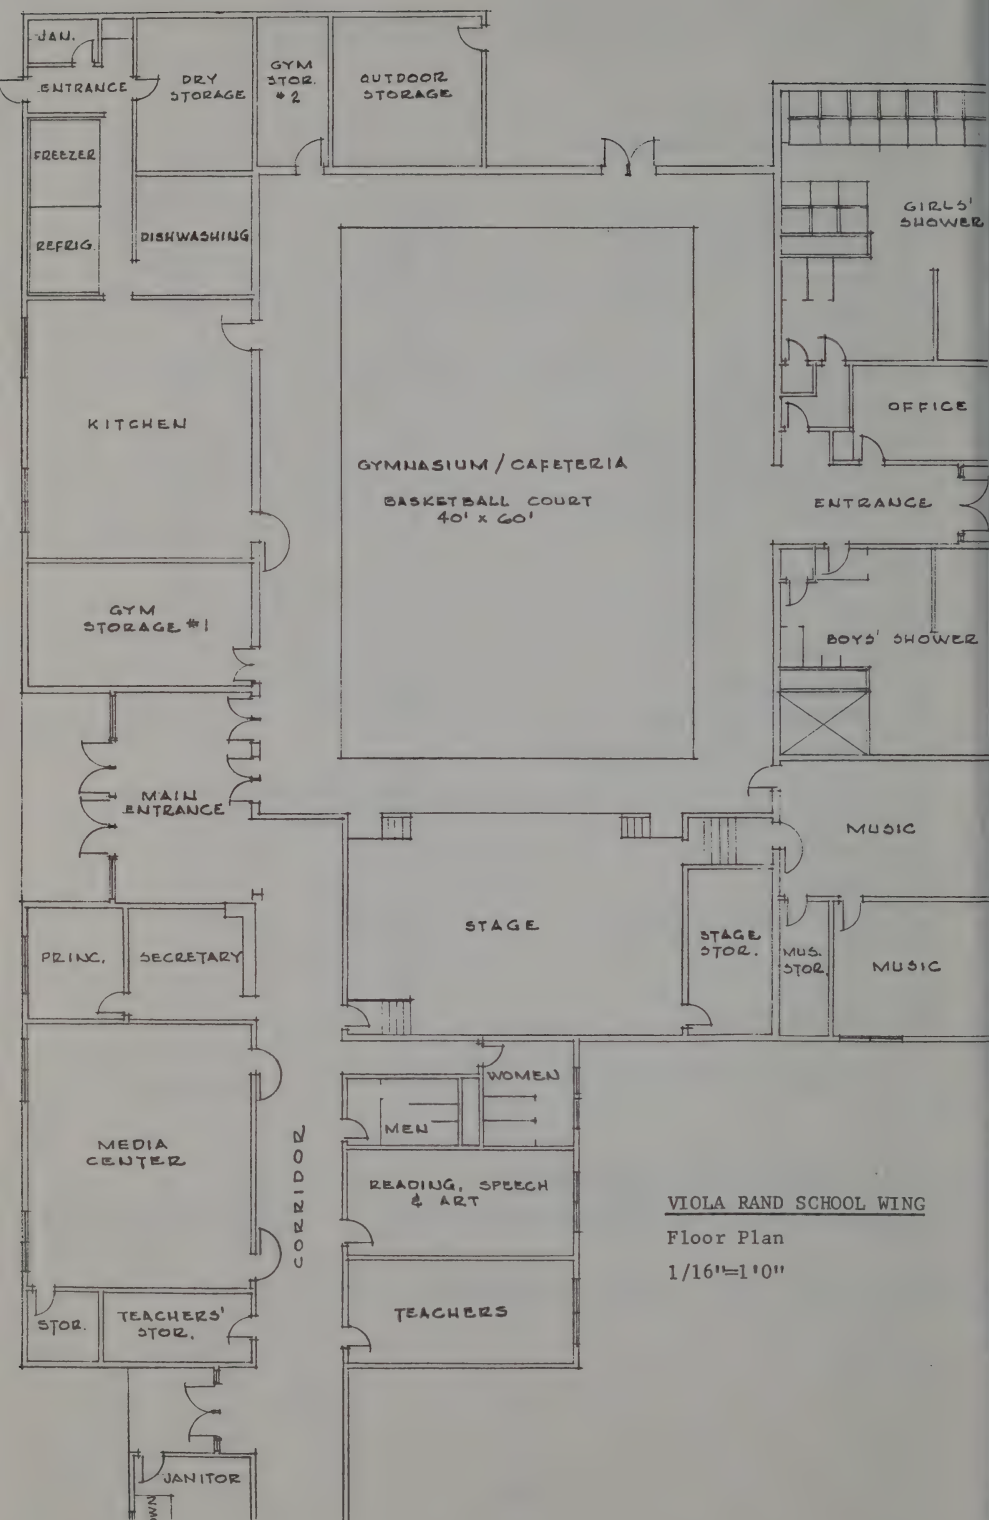 JAN.
ENTRANCE
DRY
STORAGE
GYM
STOR.
#2
OUTDOOR
STORAGE
FREEZER
REFRIG.
DISHWASHING
GIRLS'
SHOWER
KITCHEN
OFFICE
GYMNASIUM / CAFETERIA
BASKETBALL COURT
40' x 60'
ENTRANCE
GYM
STORAGE #1
BOYS' SHOWER
MAIN
ENTRANCE
MUSIC
STAGE
STAGE
STOR.
MUS.
STOR.
MUSIC
PRINC.
SECRETARY
WOMEN
MEN
MEDIA
CENTER
CORRIDOR
READING, SPEECH
& ART
VIOLA RAND SCHOOL WING
Floor Plan
1/16"=1'0"
STOR.
TEACHERS'
STOR.
TEACHERS
JANITOR